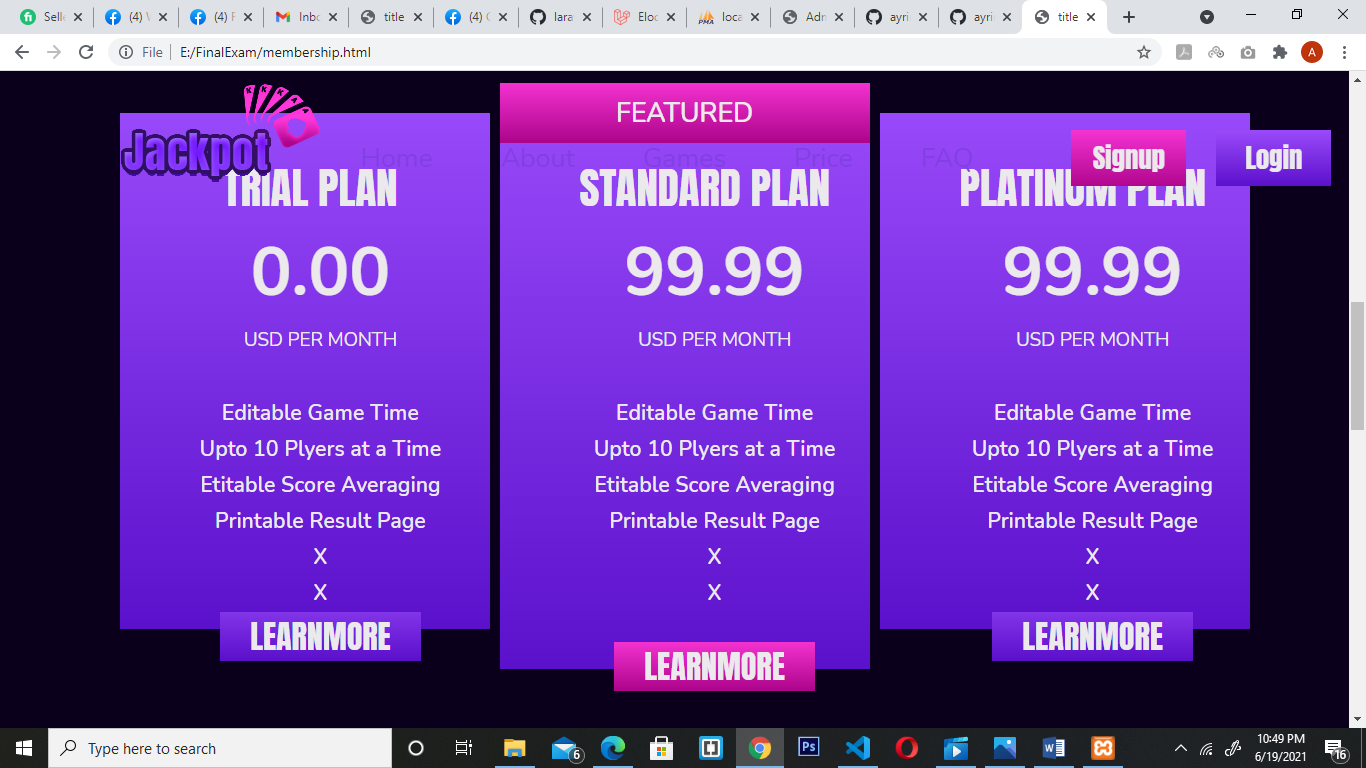 Selle
(4) V
(4) F
Inbo
title
(4) C
lara
Eloc
loca
Adr
ayri
ayri
title
File
E:/FinalExam/membership.html
A
Jackpot
Home
About
Games
Price
FAQ
Signup
Login
FEATURED
TRIAL PLAN
0.00
USD PER MONTH
Editable Game Time
Upto 10 Plyers at a Time
Etitable Score Averaging
Printable Result Page
X
X
LEARNMORE
STANDARD PLAN
99.99
USD PER MONTH
Editable Game Time
Upto 10 Plyers at a Time
Etitable Score Averaging
Printable Result Page
X
X
LEARNMORE
PLATINUM PLAN
99.99
USD PER MONTH
Editable Game Time
Upto 10 Plyers at a Time
Etitable Score Averaging
Printable Result Page
X
X
LEARNMORE
Type here to search
6
Ps
10:49 PM
6/19/2021
16